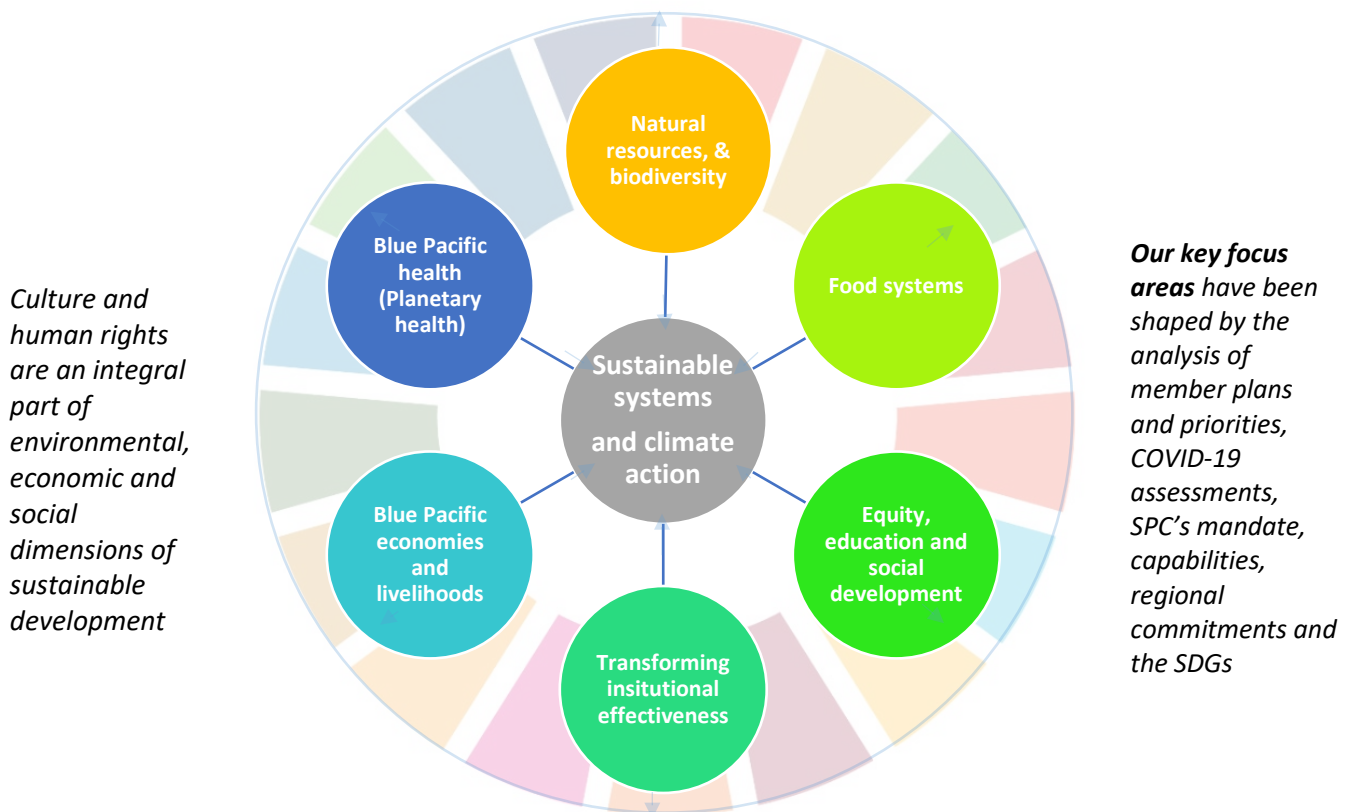 Natural
resources, &
biodiversity
Blue Pacific
health
(Planetary
health)
Food systems
Sustainable
systems
and climate
action
Blue Pacific
economies
and
livelihoods
Equity,
education and
social
development
Transforming
insitutional
effectiveness
Culture and
human rights
are an integral
part of
environmental,
economic and
social
dimensions of
sustainable
development
Our key focus
areas have been
shaped by the
analysis of
member plans
and priorities,
COVID-19
assessments,
SPC’s mandate,
capabilities,
regional
commitments and
the SDGs